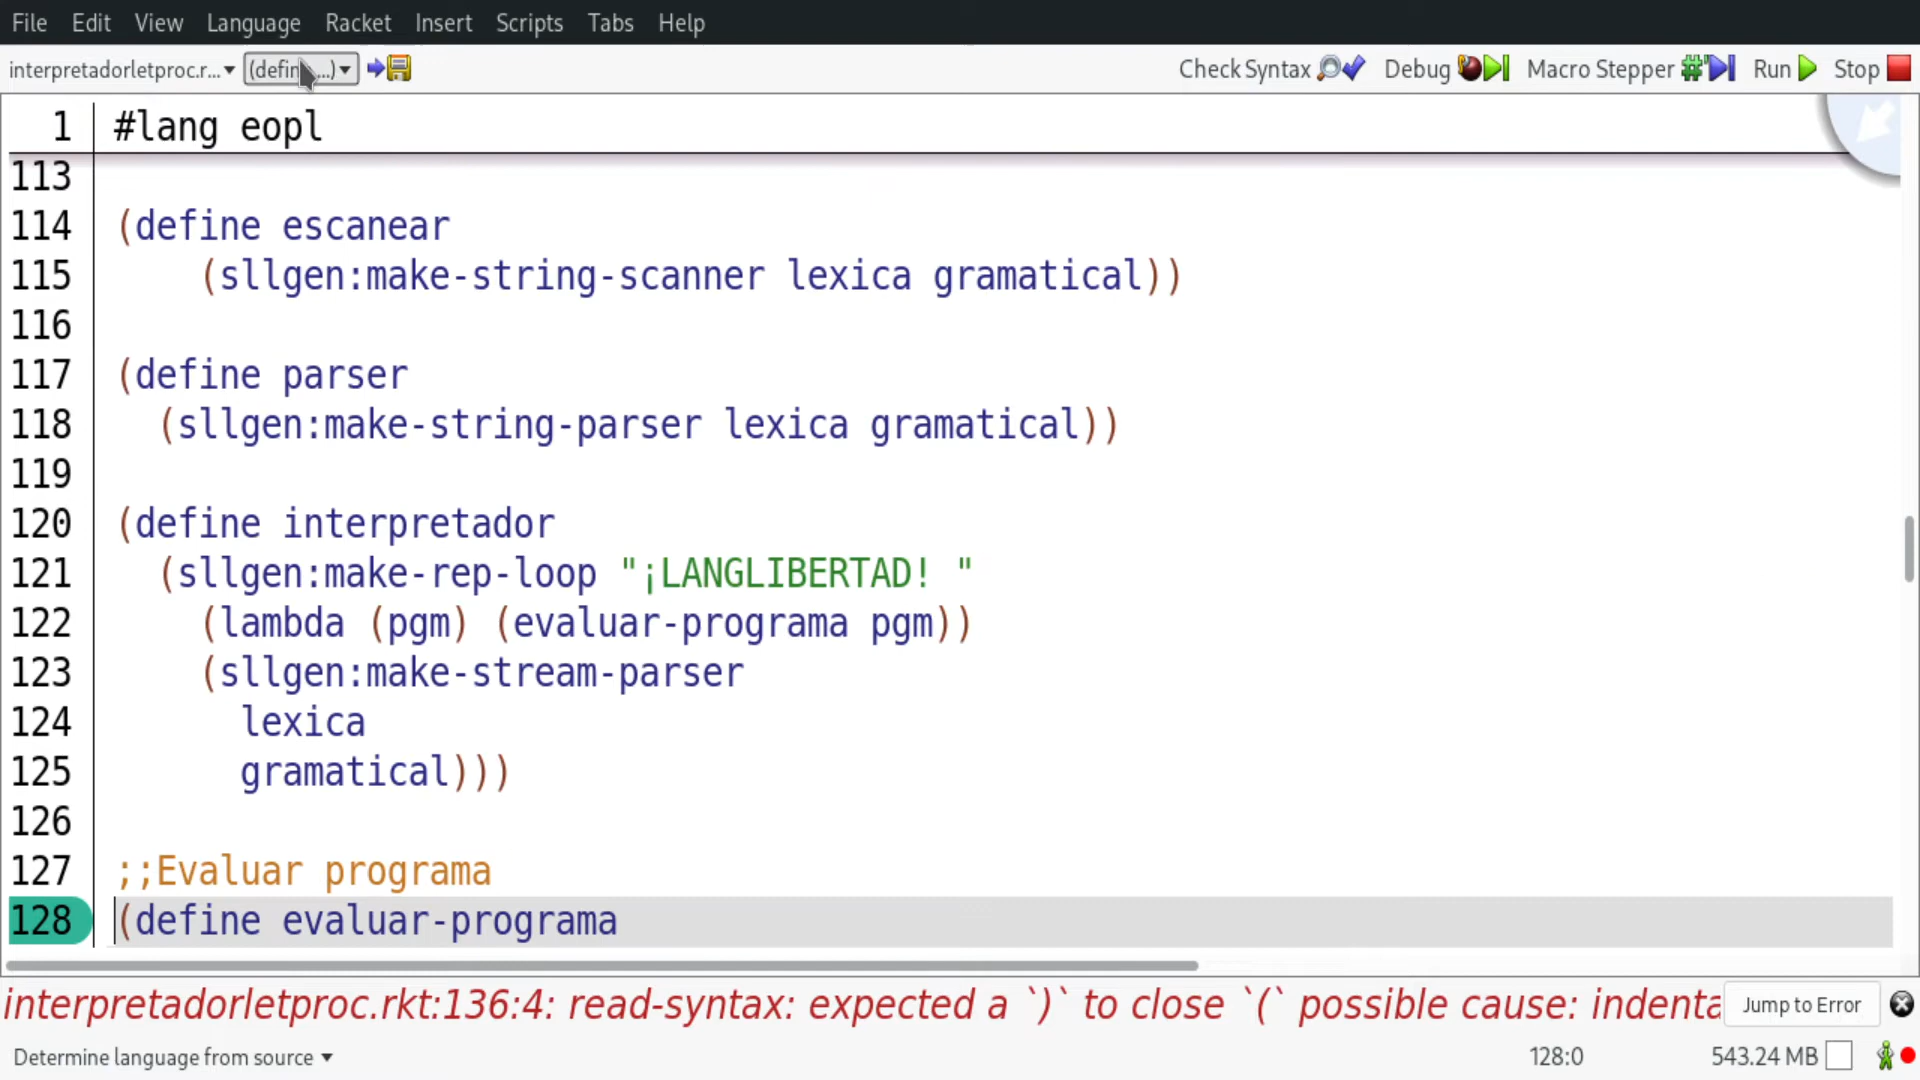 File Edit View Language Racket Insert Scripts Tabs Help
interpretadorletproc.r... (defin ...) Check Syntax Debug Macro Stepper Run Stop
1 #lang eopl
113
114 (define escanear
115     (sllgen:make-string-scanner lexica gramatical))
116
117 (define parser
118   (sllgen:make-string-parser lexica gramatical))
119
120 (define interpretador
121   (sllgen:make-rep-loop "¡LANGLIBERTAD! "
122     (lambda (pgm) (evaluar-programa pgm))
123     (sllgen:make-stream-parser
124       lexica
125       gramatical)))
126
127 ;;Evaluar programa
128 (define evaluar-programa
interpretadorletproc.rkt:136:4: read-syntax: expected a `)` to close `(` possible cause: indenta Jump to Error
Determine language from source 128:0 543.24 MB